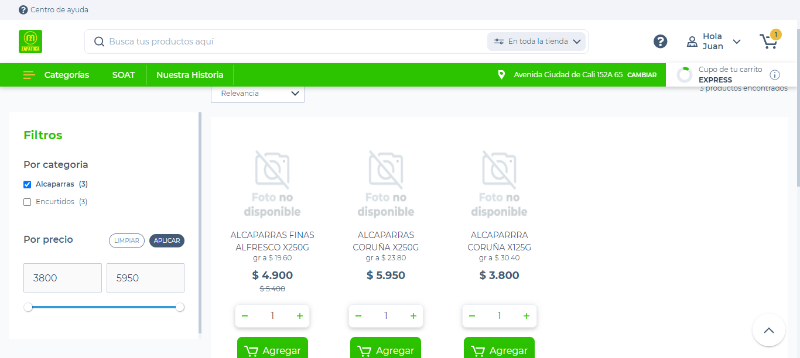 Centro de ayuda
Busca tus productos aquí
En toda la tienda
Hola
Juan
1
Categorías
SOAT
Nuestra Historia
Avenida Ciudad de Cali 152A 65 CAMBIAR
Cupo de tu carrito
EXPRESS
Relevancia
3 productos encontrados
Filtros
Por categoria
Alcaparras (3)
Encurtidos (3)
Por precio
LIMPIAR
APLICAR
3800
5950
Foto no
disponible
ALCAPARRAS FINAS
ALFRESCO X250G
gr a $ 19.60
$ 4.900
$ 5.400
1
Agregar
Foto no
disponible
ALCAPARRAS
CORUÑA X250G
gr a $ 23.80
$ 5.950
1
Agregar
Foto no
disponible
ALCAPARRRA
CORUÑA X125G
gr a $ 30.40
$ 3.800
1
Agregar